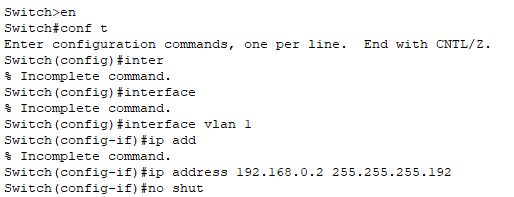 Switch>en
Switch#conf t
Enter configuration commands, one per line.  End with CNTL/Z.
Switch(config)#inter
% Incomplete command.
Switch(config)#interface
% Incomplete command.
Switch(config)#interface vlan 1
Switch(config-if)#ip add
% Incomplete command.
Switch(config-if)#ip address 192.168.0.2 255.255.255.192
Switch(config-if)#no shut